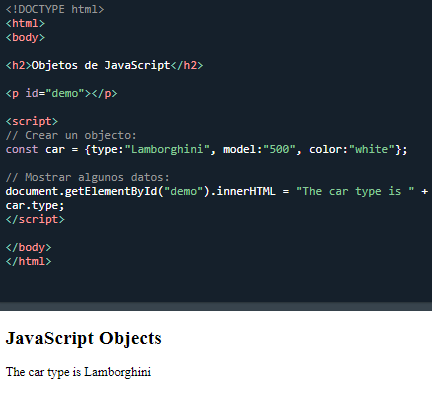 <!DOCTYPE html>
<html>
<body>
<h2>Objetos de JavaScript</h2>
<p id="demo"></p>
<script>
// Crear un objecto:
const car = {type:"Lamborghini", model:"500", color:"white"};
// Mostrar algunos datos:
document.getElementById("demo").innerHTML = "The car type is " +
car.type;
</script>
</body>
</html>
JavaScript Objects
The car type is Lamborghini